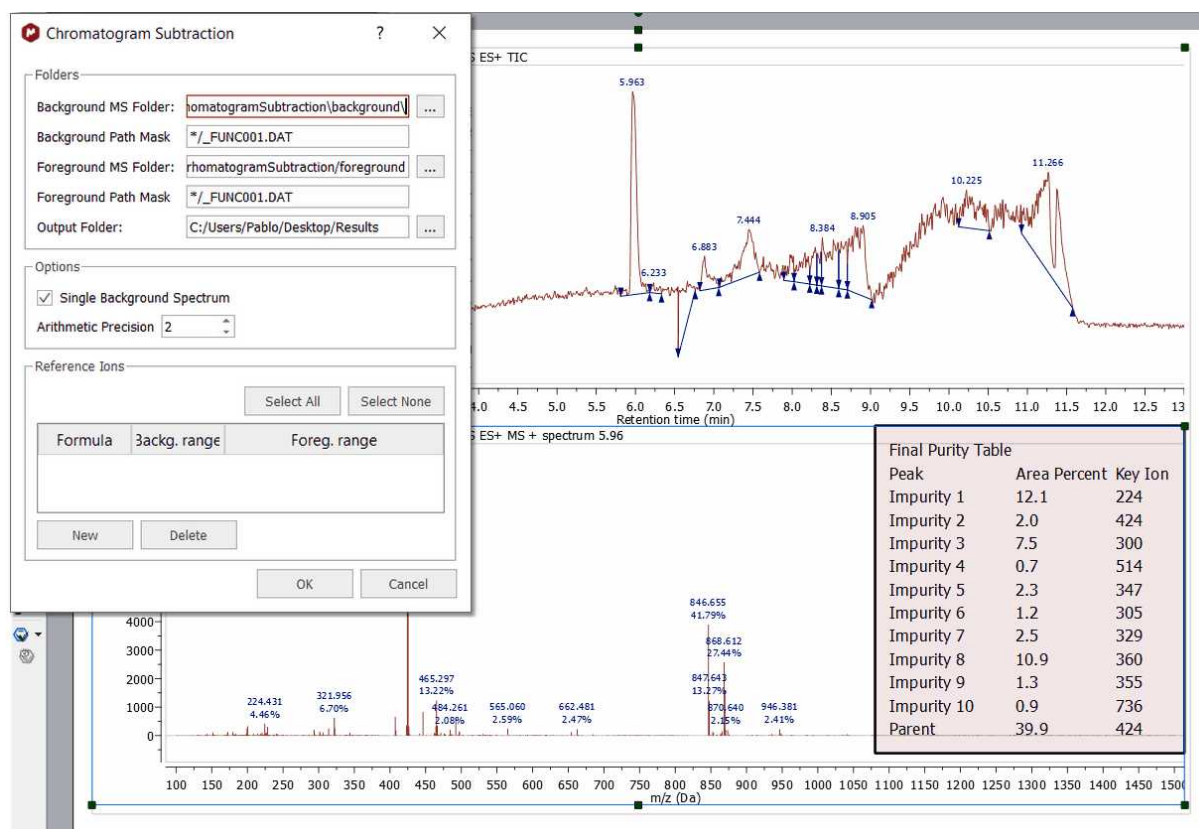 Chromatogram Subtraction
?
Folders
Background MS Folder: homatogramSubtraction\background\ ...
Background Path Mask */_FUNC001.DAT
Foreground MS Folder: rhomatogramSubtraction/foreground ...
Foreground Path Mask */_FUNC001.DAT
Output Folder: C:/Users/Pablo/Desktop/Results ...
Options
Single Background Spectrum
Arithmetic Precision 2
Reference Ions
Select All Select None
Formula Backg. range Foreg. range
New Delete
OK Cancel
S ES+ TIC
5.963
11.266
10.225
7.444
8.905
8.384
6.883
6.233
4.0 4.5 5.0 5.5 6.0 6.5 7.0 7.5 8.0 8.5 9.0 9.5 10.0 10.5 11.0 11.5 12.0 12.5 13
Retention time (min)
S ES+ MS + spectrum 5.96
Final Purity Table
Peak Area Percent Key Ion
Impurity 1 12.1 224
Impurity 2 2.0 424
Impurity 3 7.5 300
Impurity 4 0.7 514
Impurity 5 2.3 347
Impurity 6 1.2 305
Impurity 7 2.5 329
Impurity 8 10.9 360
Impurity 9 1.3 355
Impurity 10 0.9 736
Parent 39.9 424
4000
3000
2000
1000
0
224.431
4.46%
321.956
6.70%
465.297
13.22%
484.261
2.08%
565.060
2.59%
662.481
2.47%
846.655
41.79%
868.612
27.44%
847.643
13.27%
870.640
2.15%
946.381
2.41%
100 150 200 250 300 350 400 450 500 550 600 650 700 750 800 850 900 950 1000 1050 1100 1150 1200 1250 1300 1350 1400 1450 150
m/z (Da)